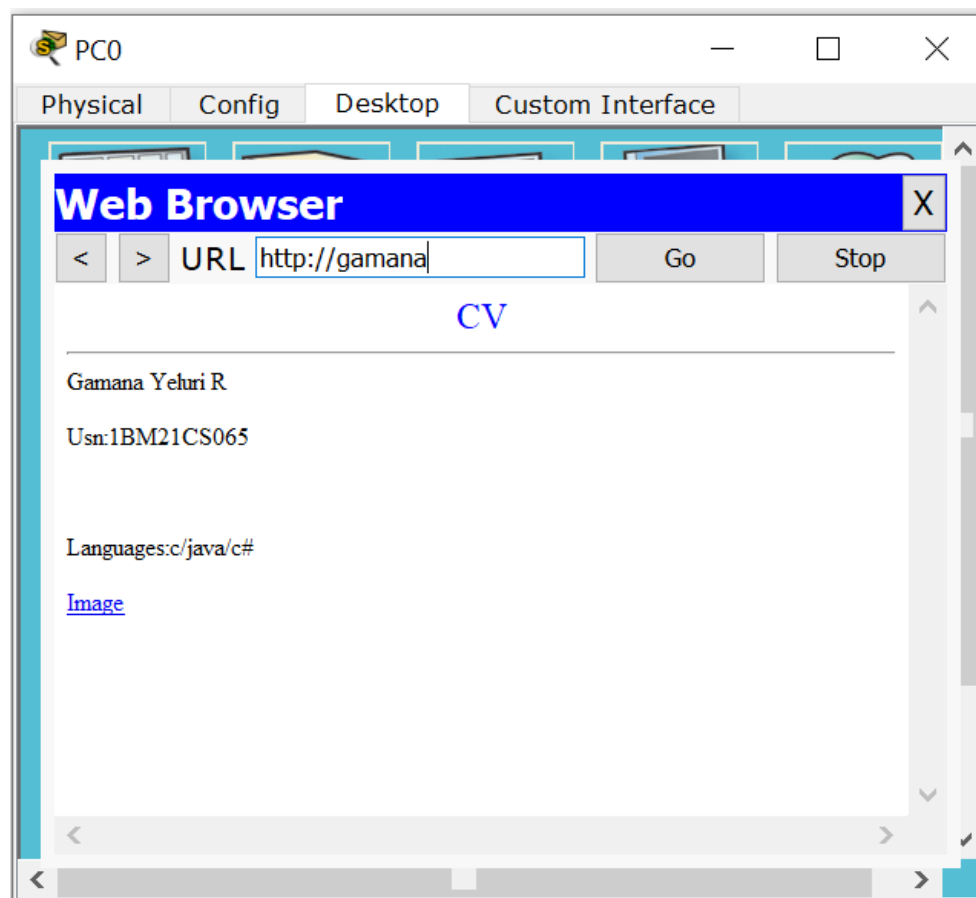 PC0
Physical Config Desktop Custom Interface
Web Browser X
< > URL http://gamana Go Stop
CV
Gamana Yeluri R
Usn:1BM21CS065
Languages:c/java/c#
Image